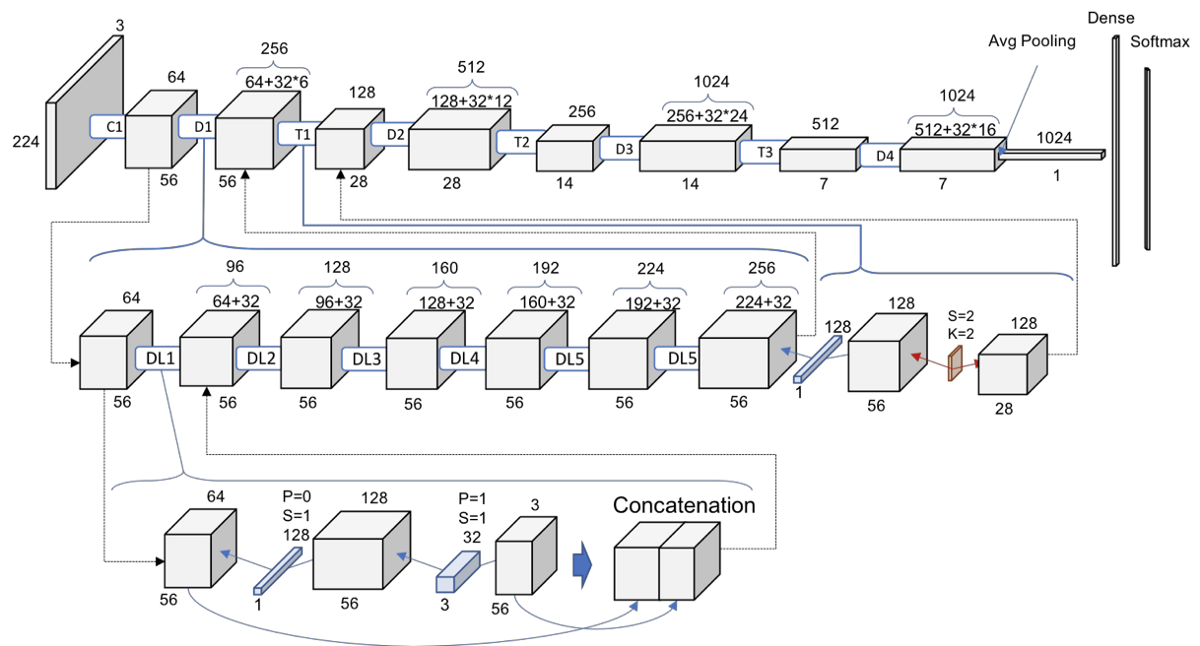 3
224
C1
64
56
D1
256
64+32*6
56
T1
128
28
D2
512
128+32*12
28
T2
256
14
D3
1024
256+32*24
14
T3
512
7
D4
1024
512+32*16
7
Avg Pooling
1024
1
Dense
Softmax
64
56
DL1
96
64+32
56
DL2
128
96+32
56
DL3
160
128+32
56
DL4
192
160+32
56
DL5
224
192+32
56
DL5
256
224+32
56
128
1
128
56
S=2
K=2
128
28
64
56
P=0
S=1
128
1
128
56
P=1
S=1
32
3
3
56
Concatenation